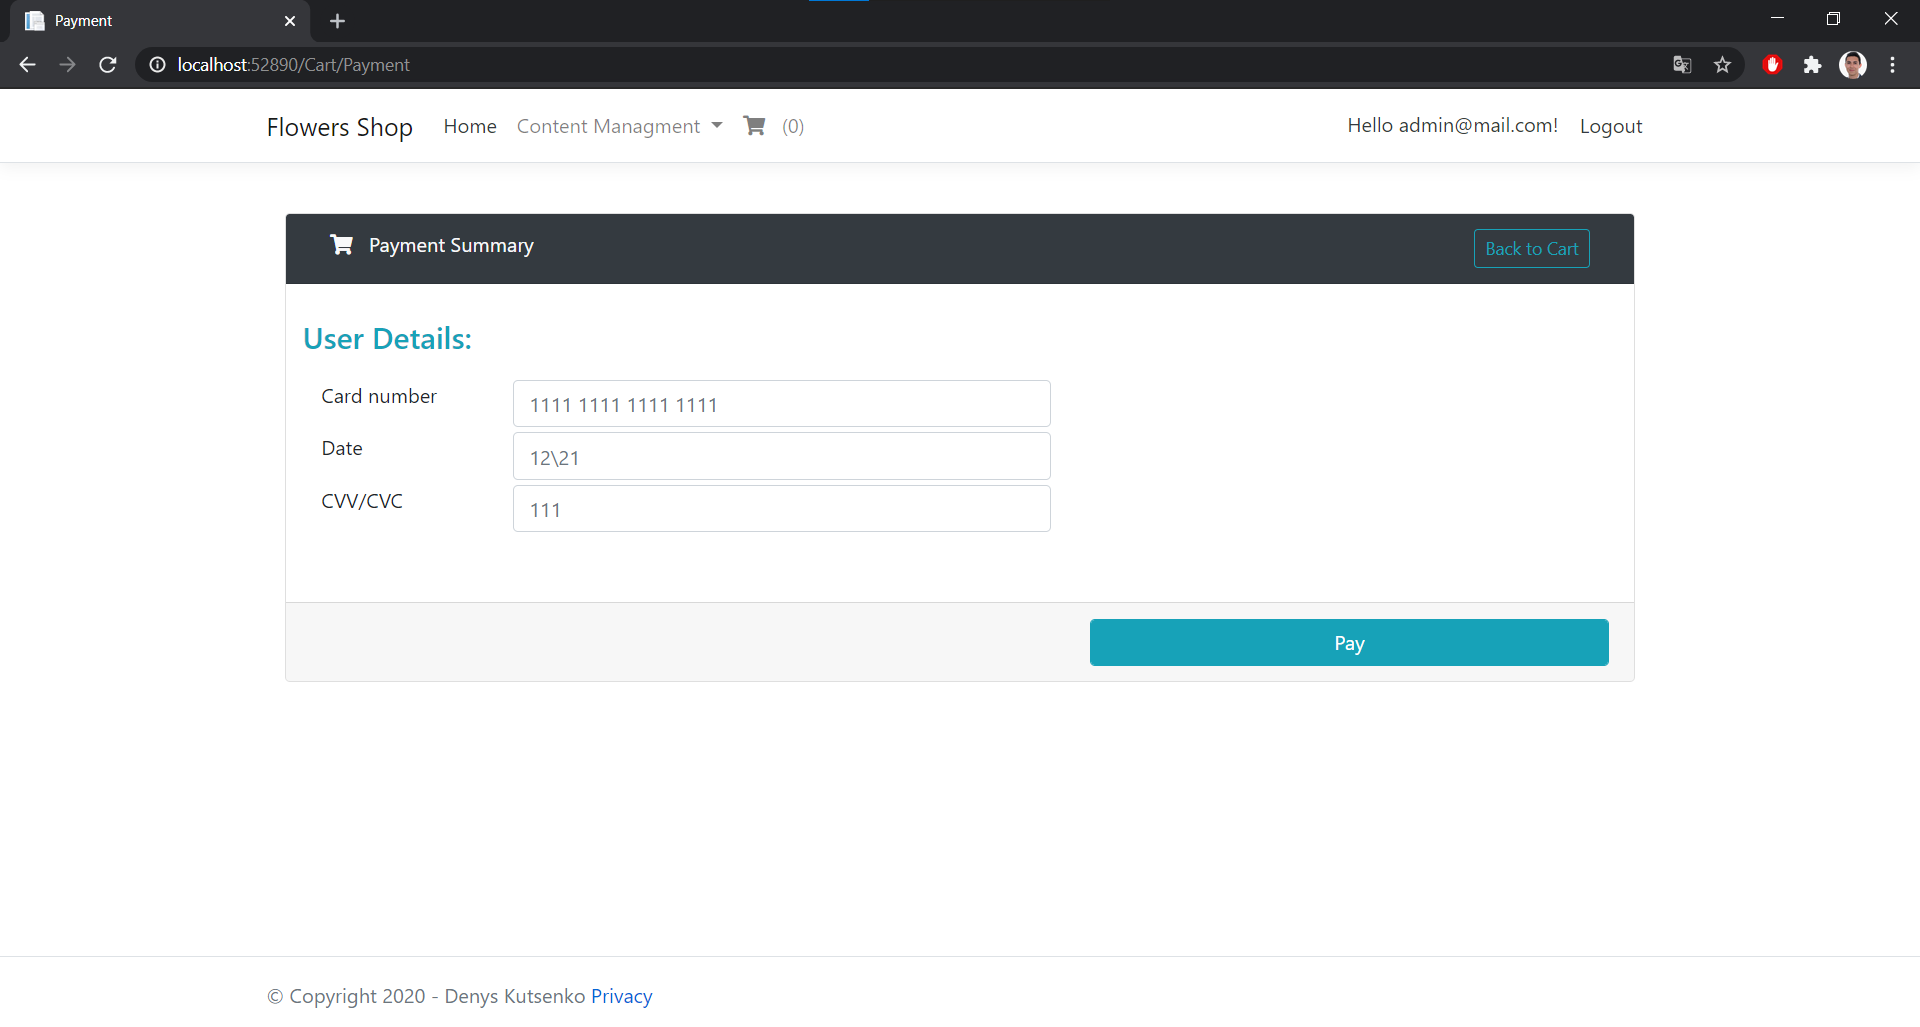 Payment
localhost:52890/Cart/Payment
Flowers Shop Home Content Managment (0) Hello admin@mail.com! Logout
Payment Summary Back to Cart
User Details:
Card number 1111 1111 1111 1111
Date 12\21
CVV/CVC 111
Pay
© Copyright 2020 - Denys Kutsenko Privacy